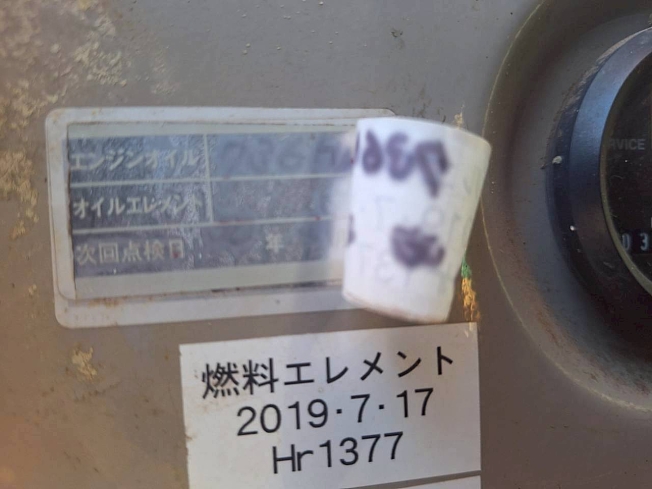 エンジンオイル
オイルエレメント
次回点検日 年
燃料エレメント
2019・7・17
Hr1377